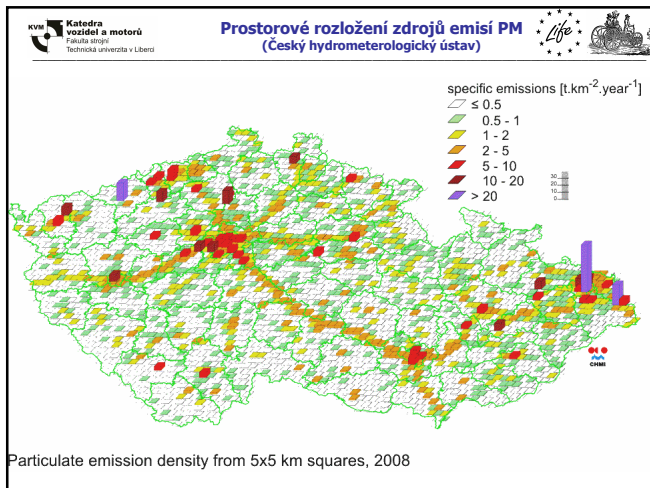 KVM
Katedra
vozidel a motorů
Fakulta strojní
Technická univerzita v Liberci
Prostorové rozložení zdrojů emisí PM
(Český hydrometerologický ústav)
Life
specific emissions [t.km-2.year-1]
≤ 0.5
0.5 - 1
1 - 2
2 - 5
5 - 10
10 - 20
> 20
30
20
10
0
CHMI
Particulate emission density from 5x5 km squares, 2008